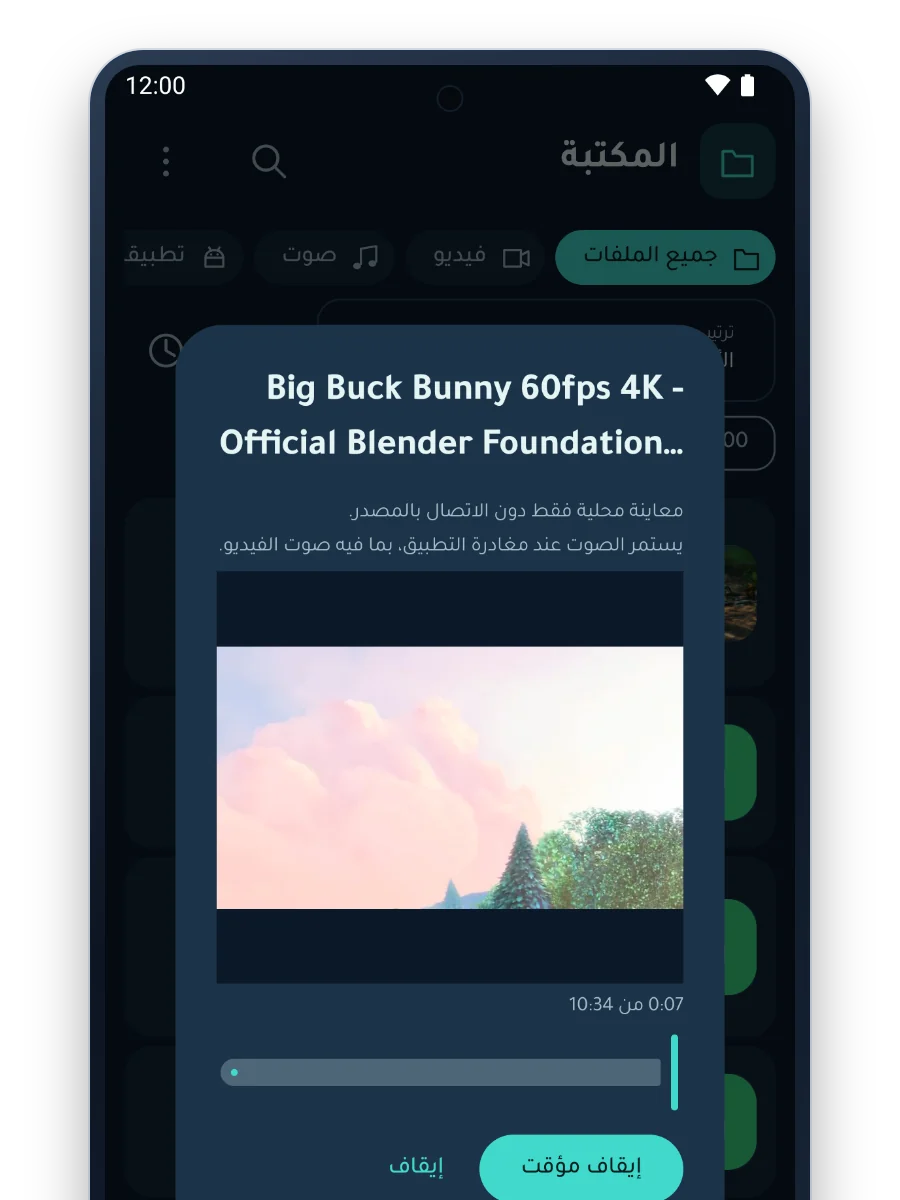 12:00
المكتبة
جميع الملفات
فيديو
صوت
Big Buck Bunny 60fps 4K -
Official Blender Foundation…
معاينة محلية فقط دون الاتصال بالمصدر.
يستمر الصوت عند مغادرة التطبيق، بما فيه صوت الفيديو.
0:07 من 10:34
إيقاف مؤقت
إيقاف